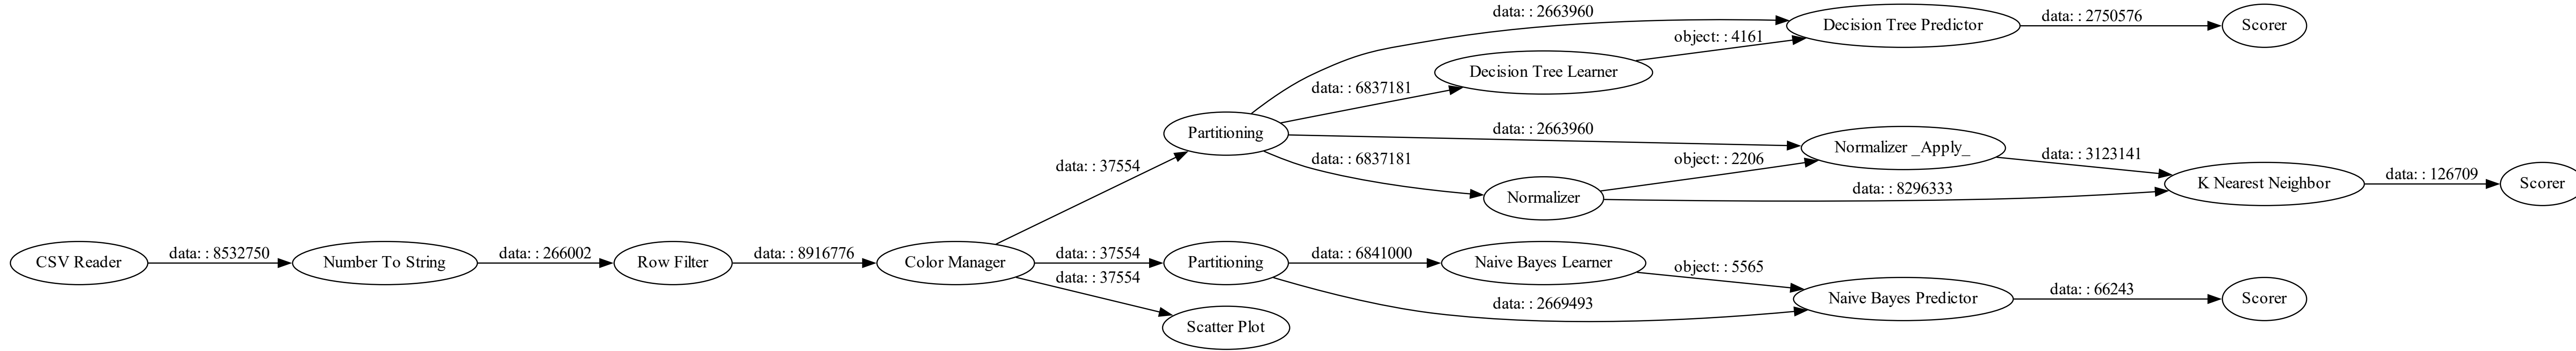 data: : 2663960
Decision Tree Predictor
data: : 2750576
Scorer
object: : 4161
Decision Tree Learner
data: : 6837181
Partitioning
data: : 2663960
Normalizer _Apply_
data: : 3123141
data: : 6837181
object: : 2206
data: : 37554
Normalizer
data: : 8296333
K Nearest Neighbor
data: : 126709
Scorer
CSV Reader
data: : 8532750
Number To String
data: : 266002
Row Filter
data: : 8916776
Color Manager
data: : 37554
Partitioning
data: : 6841000
Naive Bayes Learner
object: : 5565
data: : 37554
data: : 2669493
Naive Bayes Predictor
data: : 66243
Scorer
Scatter Plot